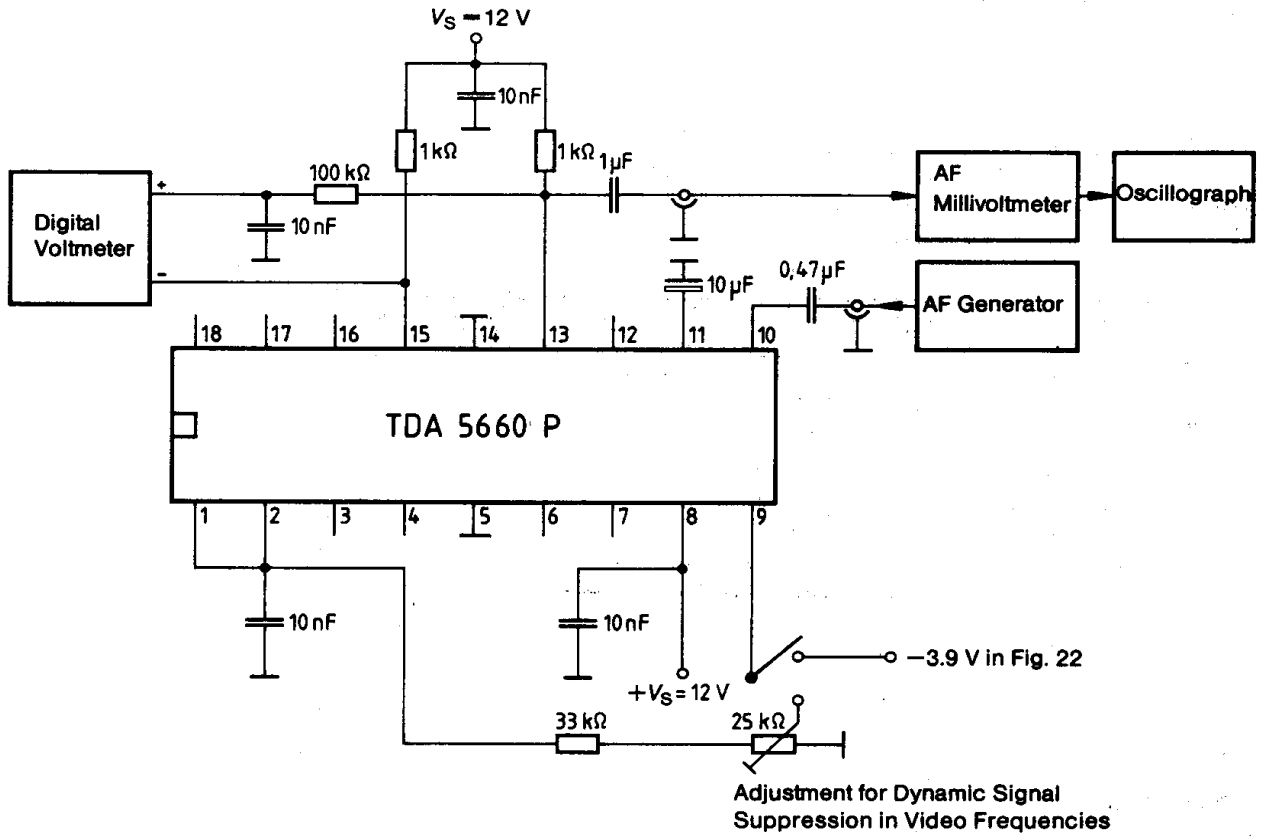 V_S = 12 V
10 nF
1 kΩ
1 kΩ
1 µF
100 kΩ
+
10 nF
Digital
Voltmeter
−
AF
Millivoltmeter
Oscillograph
10 µF
0,47 µF
AF Generator
18 17 16 15 14 13 12 11 10
TDA 5660 P
1 2 3 4 5 6 7 8 9
10 nF
10 nF
+V_S = 12 V
−3.9 V in Fig. 22
33 kΩ
25 kΩ
Adjustment for Dynamic Signal
Suppression in Video Frequencies